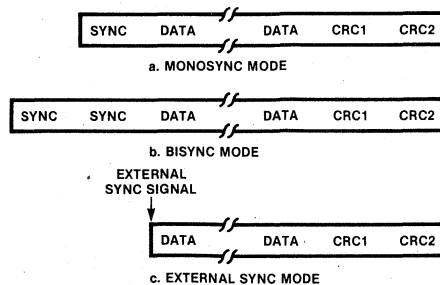 SYNC DATA DATA CRC1 CRC2
a. MONOSYNC MODE
SYNC SYNC DATA DATA CRC1 CRC2
b. BISYNC MODE
EXTERNAL
SYNC SIGNAL
DATA DATA CRC1 CRC2
c. EXTERNAL SYNC MODE